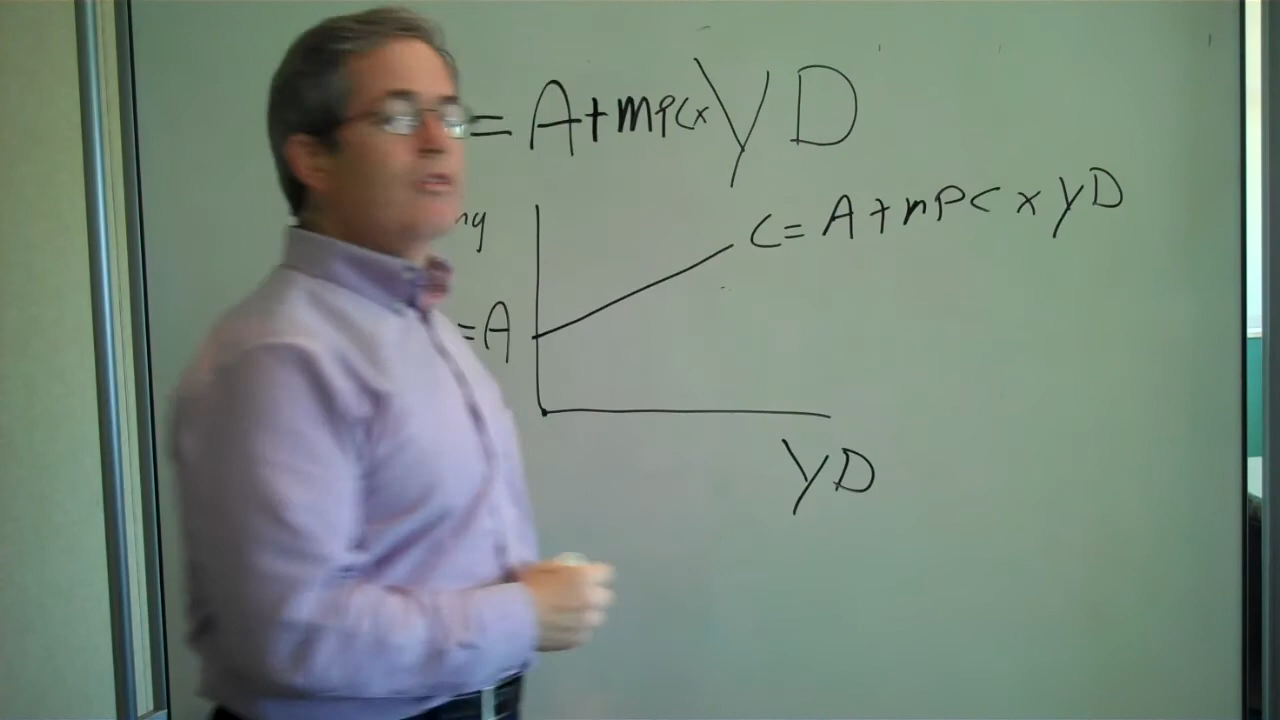 = A + mpc x YD
C = A + mPC x YD
= A
YD